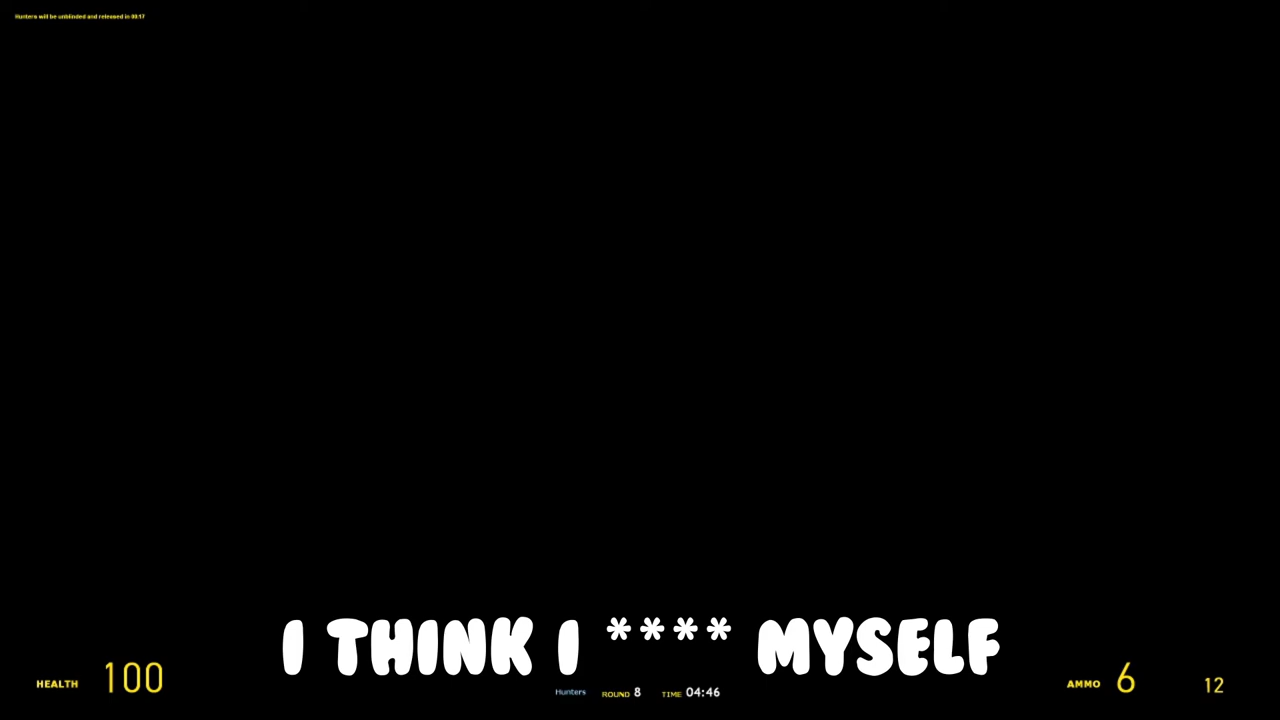 Hunters will be unblinded and released in 00:17
I THINK I **** MYSELF
HEALTH 100
Hunters ROUND 8 TIME 04:46
AMMO 6 12